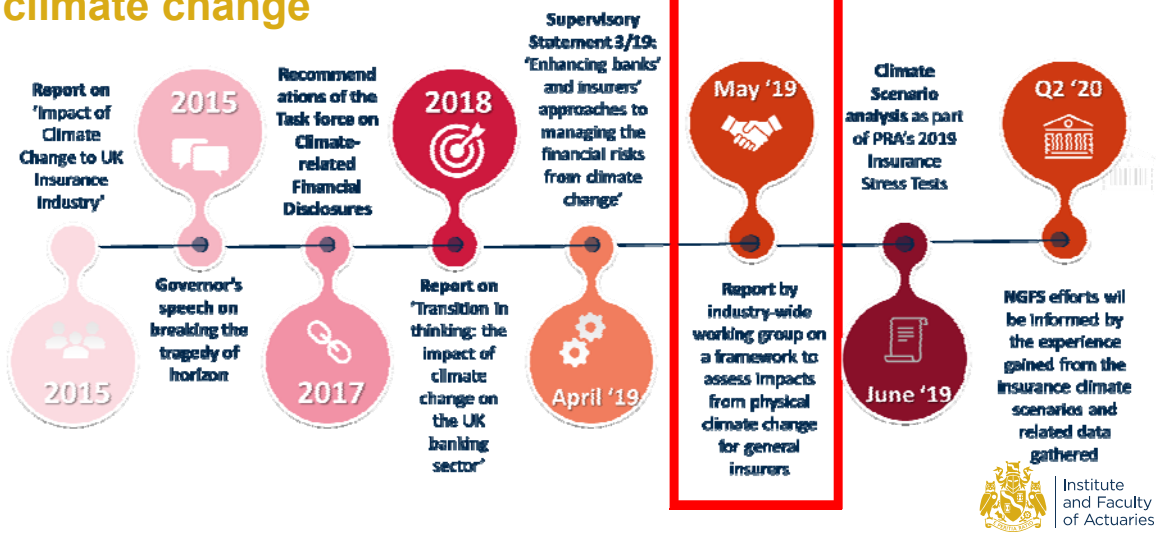 climate change
Report on
'Impact of
Climate
Change to UK
Insurance
Industry'
2015
2015
Governor's
speech on
breaking the
tragedy of
horizon
Recommend
ations of the
Task force on
Climate-
related
Financial
Disclosures
2017
2018
Report on
'Transition in
thinking: the
impact of
climate
change on
the UK
banking
sector'
Supervisory
Statement 3/19:
'Enhancing banks'
and insurers'
approaches to
managing the
financial risks
from climate
change'
April '19
May '19
Report by
industry-wide
working group on
a framework to
assess impacts
from physical
climate change
for general
insurers
Climate
Scenario
analysis as part
of PRA's 2019
Insurance
Stress Tests
June '19
Q2 '20
NGFS efforts wil
be informed by
the experience
gained from the
insurance climate
scenarios and
related data
gathered
Institute
and Faculty
of Actuaries